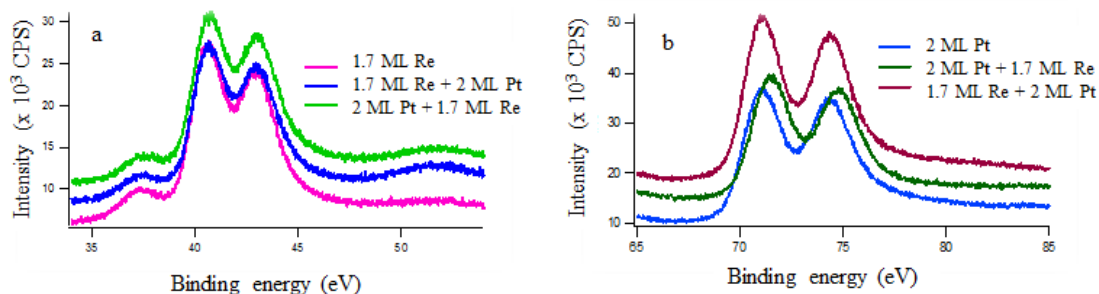 a
30
25
20
15
10
Intensity (x 10³ CPS)
1.7 ML Re
1.7 ML Re + 2 ML Pt
2 ML Pt + 1.7 ML Re
35
40
45
50
Binding energy (eV)
b
50
40
30
20
10
Intensity (x 10³ CPS)
2 ML Pt
2 ML Pt + 1.7 ML Re
1.7 ML Re + 2 ML Pt
65
70
75
80
85
Binding energy (eV)